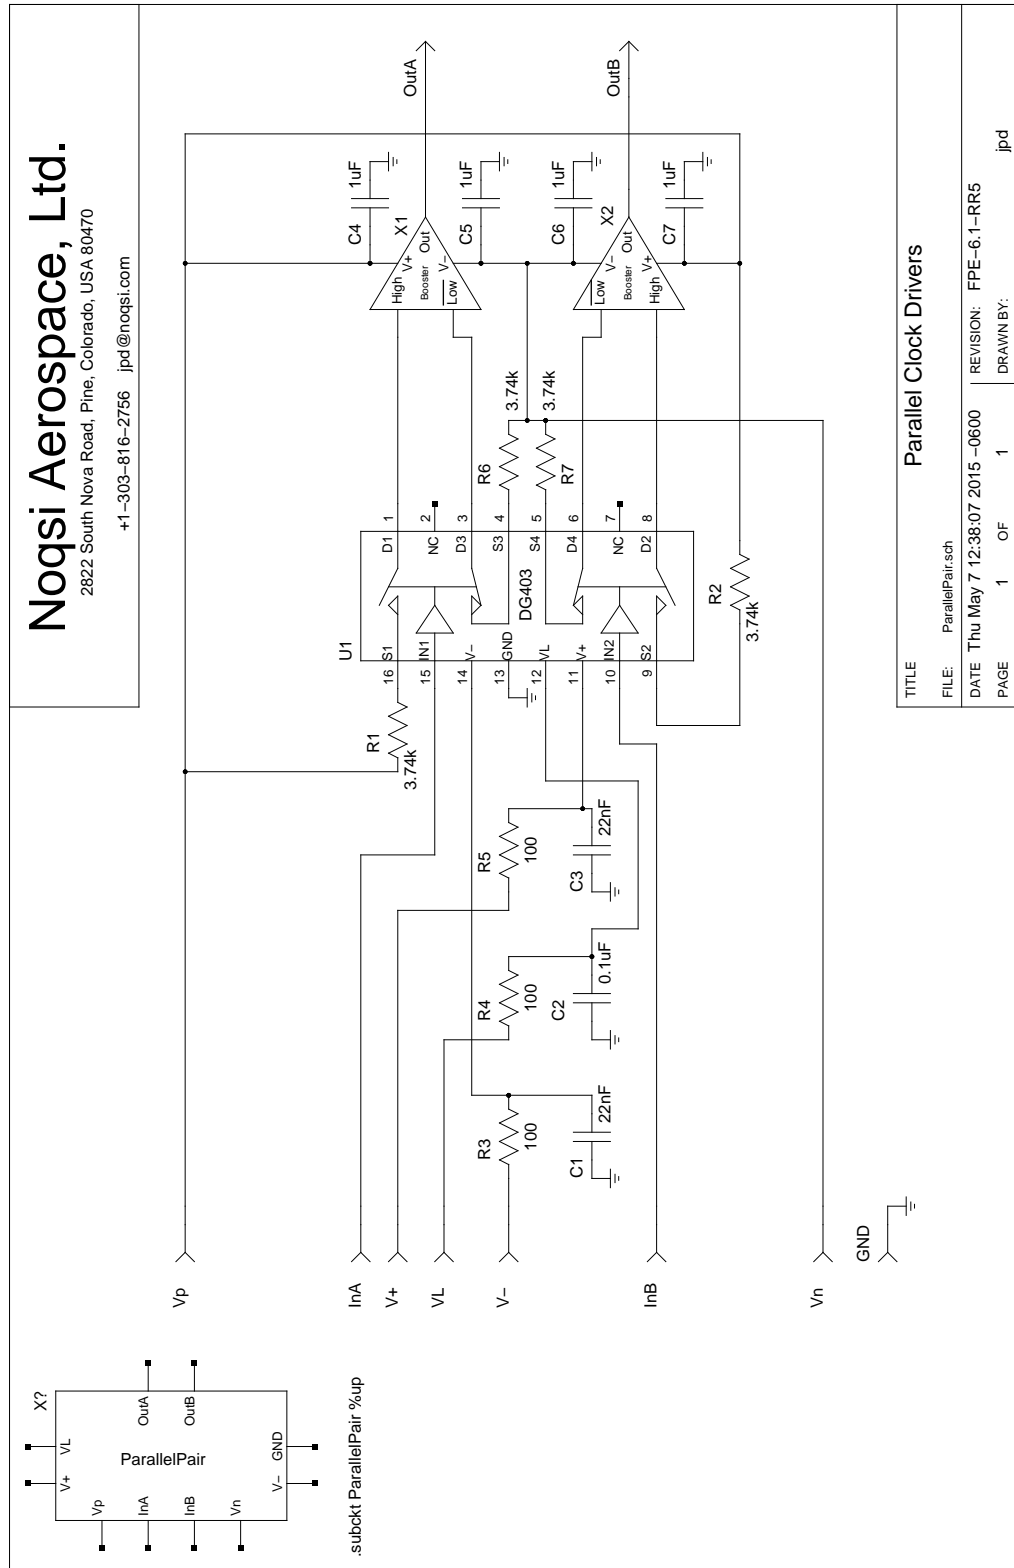 Noqsi Aerospace, Ltd.
2822 South Nova Road, Pine, Colorado, USA 80470
+1−303−816−2756 jpd@noqsi.com
X?
V+
VL
Vp
InA
InB
Vn
OutA
OutB
ParallelPair
V−
GND
.subckt ParallelPair %up
Vp
InA
V+
VL
V−
InB
Vn
GND
R3
100
C1
22nF
R4
100
C2
0.1uF
R5
100
C3
22nF
R1
3.74k
U1
16
S1
15
IN1
14
V−
13
GND
12
VL
11
V+
10
IN2
9
S2
DG403
D1
1
NC
2
D3
3
S3
4
S4
5
D4
6
NC
7
D2
8
R2
3.74k
R6
3.74k
R7
3.74k
High
V+
Booster
Out
Low
V−
X1
C4
1uF
C5
1uF
OutA
Low
V−
Booster
Out
High
V+
X2
C6
1uF
C7
1uF
OutB
TITLE
Parallel Clock Drivers
FILE: ParallelPair.sch
REVISION: FPE−6.1−RR5
DATE Thu May 7 12:38:07 2015 −0600
PAGE 1 OF 1
DRAWN BY: jpd